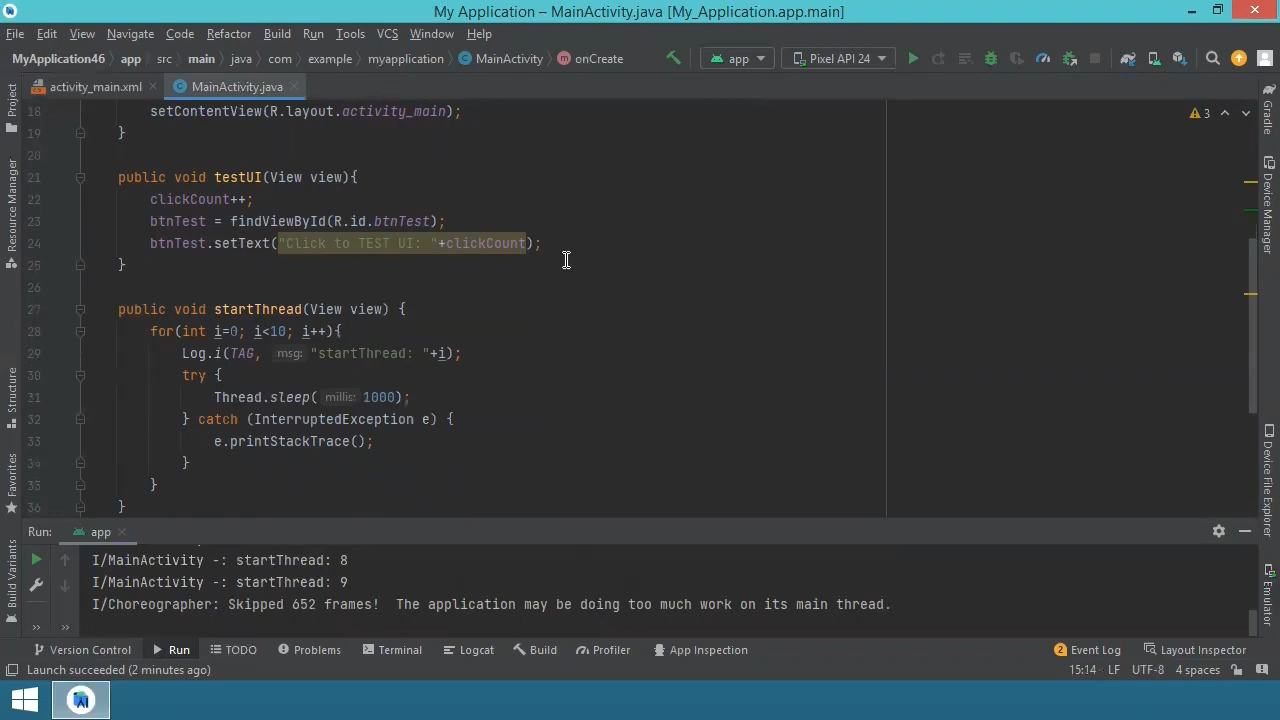 My Application – MainActivity.java [My_Application.app.main]
File Edit View Navigate Code Refactor Build Run Tools VCS Window Help
MyApplication46 app src main java com example myapplication MainActivity onCreate app Pixel API 24
activity_main.xml MainActivity.java
18 setContentView(R.layout.activity_main);
3
19 }
20
21 public void testUI(View view){
22 clickCount++;
23 btnTest = findViewById(R.id.btnTest);
24 btnTest.setText("Click to TEST UI: "+clickCount);
25 }
26
27 public void startThread(View view) {
28 for(int i=0; i<10; i++){
29 Log.i(TAG, msg: "startThread: "+i);
30 try {
31 Thread.sleep( millis: 1000);
32 } catch (InterruptedException e) {
33 e.printStackTrace();
34 }
35 }
36 }
Project
Resource Manager
Structure
Favorites
Build Variants
Gradle
Device Manager
Device File Explorer
Emulator
Run: app
I/MainActivity -: startThread: 8
I/MainActivity -: startThread: 9
I/Choreographer: Skipped 652 frames!  The application may be doing too much work on its main thread.
Version Control Run TODO Problems Terminal Logcat Build Profiler App Inspection 2 Event Log Layout Inspector
Launch succeeded (2 minutes ago) 15:14 LF UTF-8 4 spaces